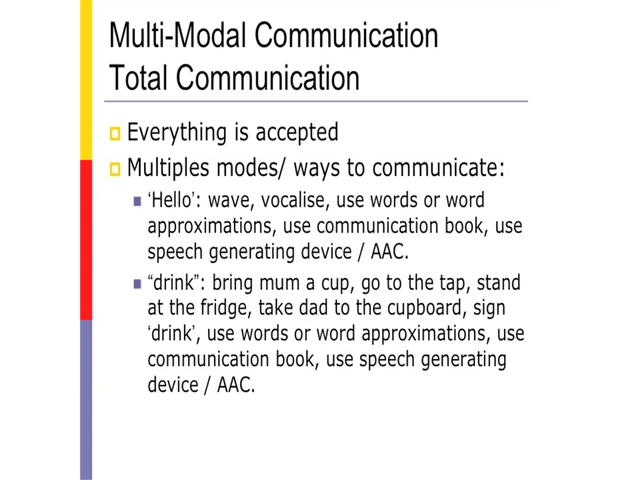 Multi-Modal Communication
Total Communication
Everything is accepted
Multiples modes/ ways to communicate:
‘Hello’: wave, vocalise, use words or word
approximations, use communication book, use
speech generating device / AAC.
“drink”: bring mum a cup, go to the tap, stand
at the fridge, take dad to the cupboard, sign
‘drink’, use words or word approximations, use
communication book, use speech generating
device / AAC.